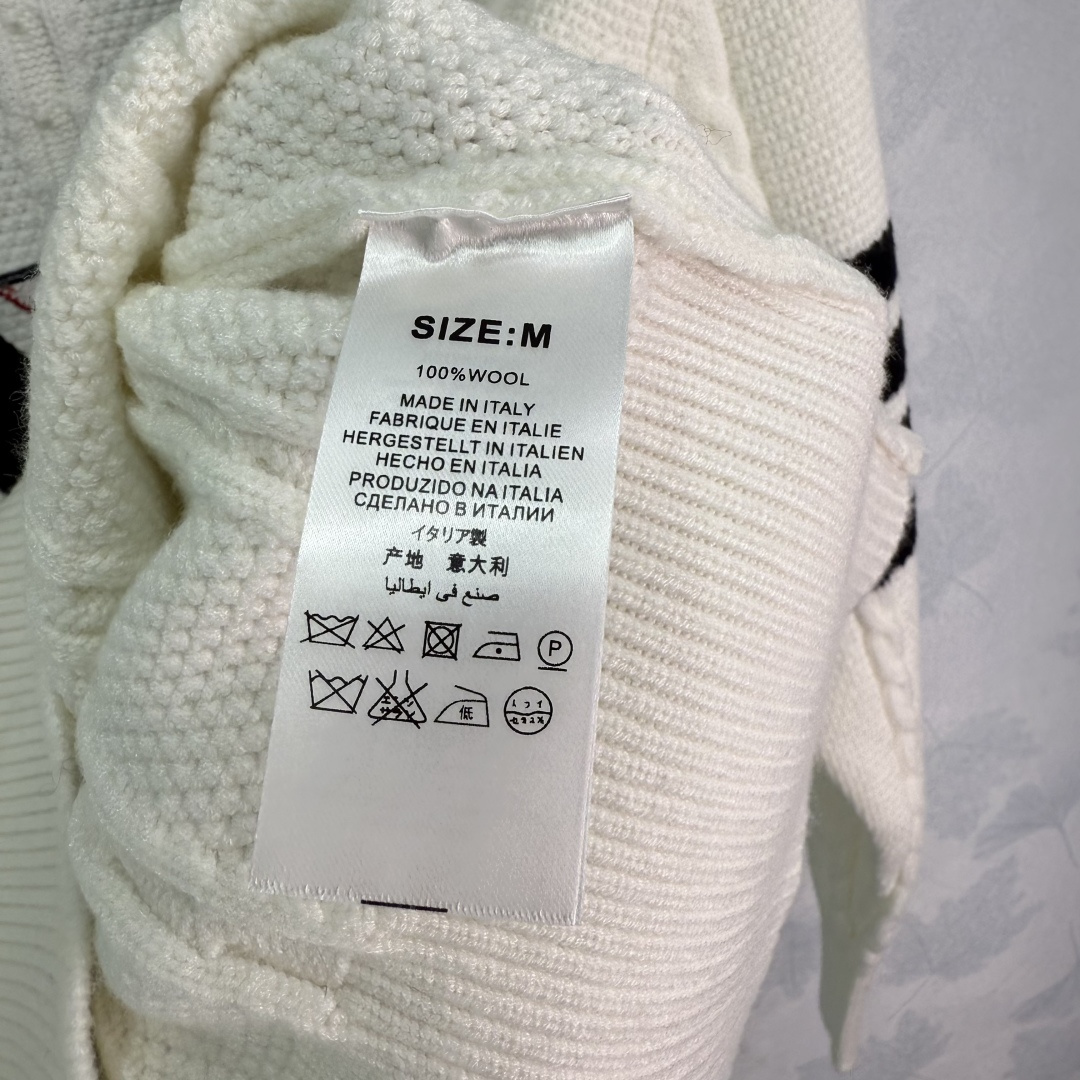 SIZE:M
100%WOOL
MADE IN ITALY
FABRIQUE EN ITALIE
HERGESTELLT IN ITALIEN
HECHO EN ITALIA
PRODUZIDO NA ITALIA
СДЕЛАНО В ИТАЛИИ
イタリア製
产地 意大利
صنع في ايطاليا
P
低